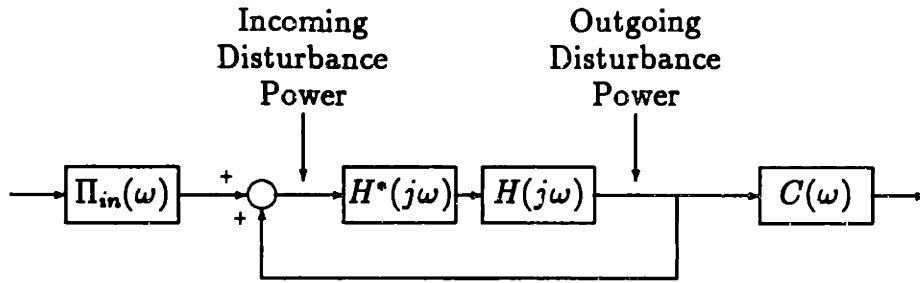 Incoming Disturbance Power
Outgoing Disturbance Power
+
+
Π_in(ω)
H*(jω)
H(jω)
C(ω)